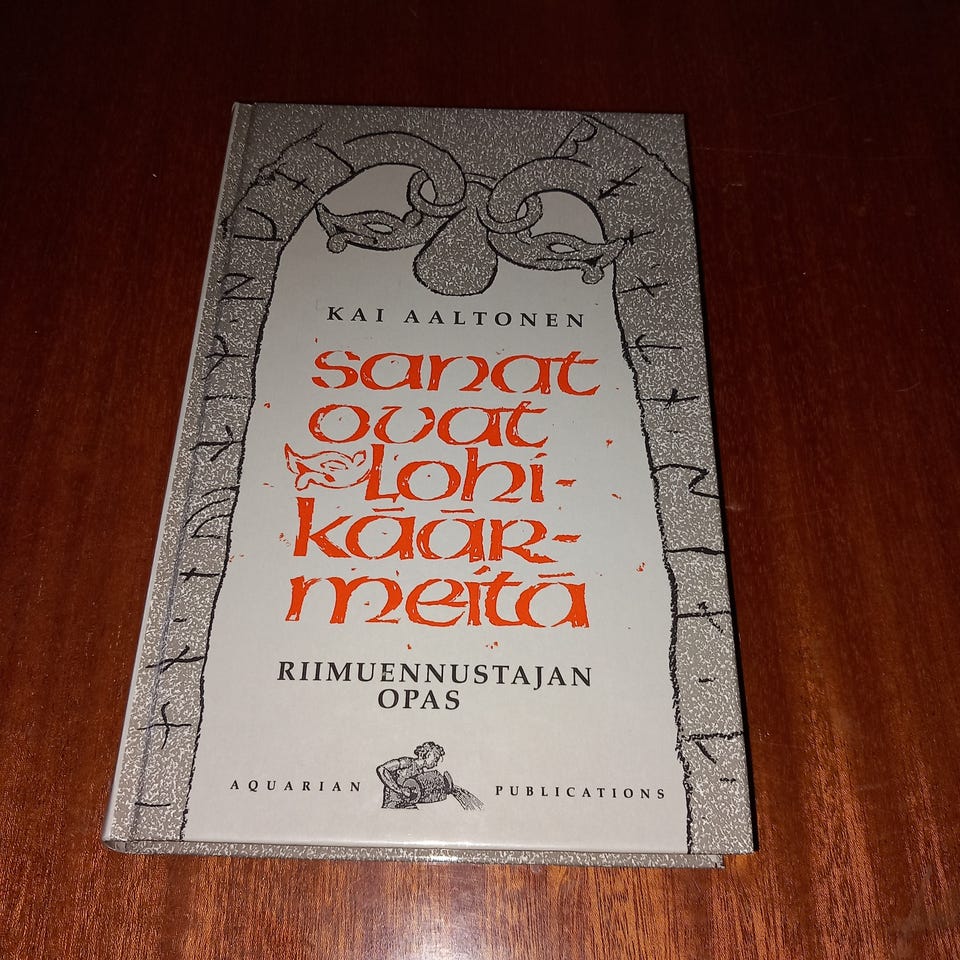 KAI AALTONEN
sanat
ovat
Lohi-
käär-
meitä
RIIMUENNUSTAJAN
OPAS
AQUARIAN PUBLICATIONS